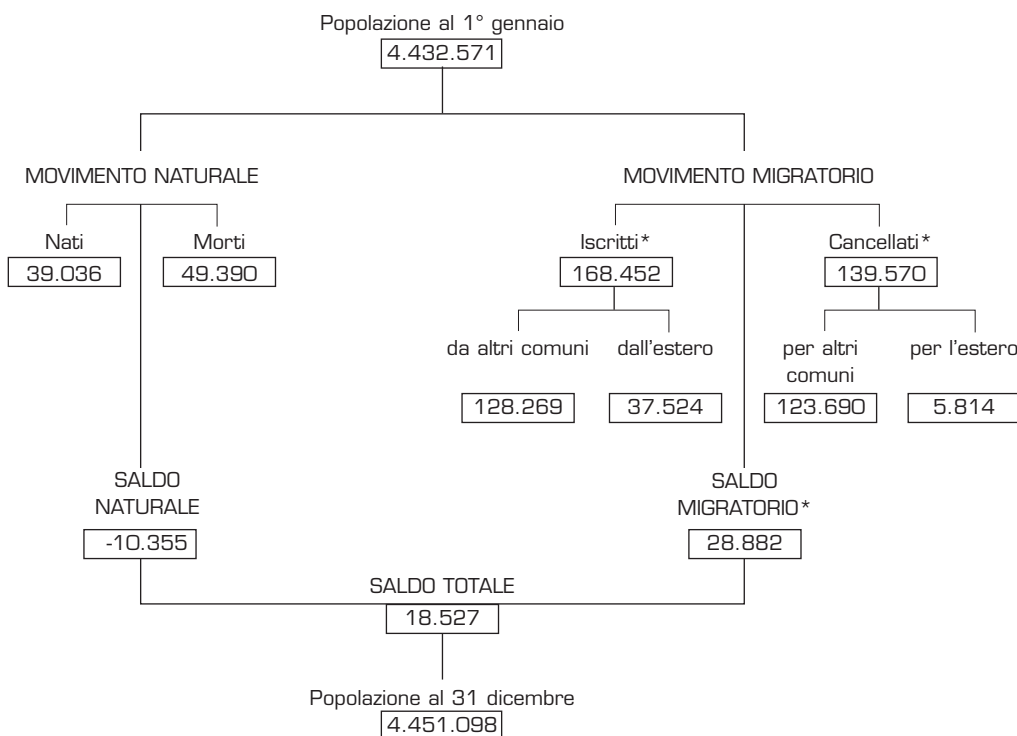 Popolazione al 1° gennaio
4.432.571
MOVIMENTO NATURALE
MOVIMENTO MIGRATORIO
Nati
Morti
Iscritti*
Cancellati*
39.036
49.390
168.452
139.570
da altri comuni
dall'estero
per altri
comuni
per l'estero
128.269
37.524
123.690
5.814
SALDO
NATURALE
-10.355
SALDO
MIGRATORIO*
28.882
SALDO TOTALE
18.527
Popolazione al 31 dicembre
4.451.098